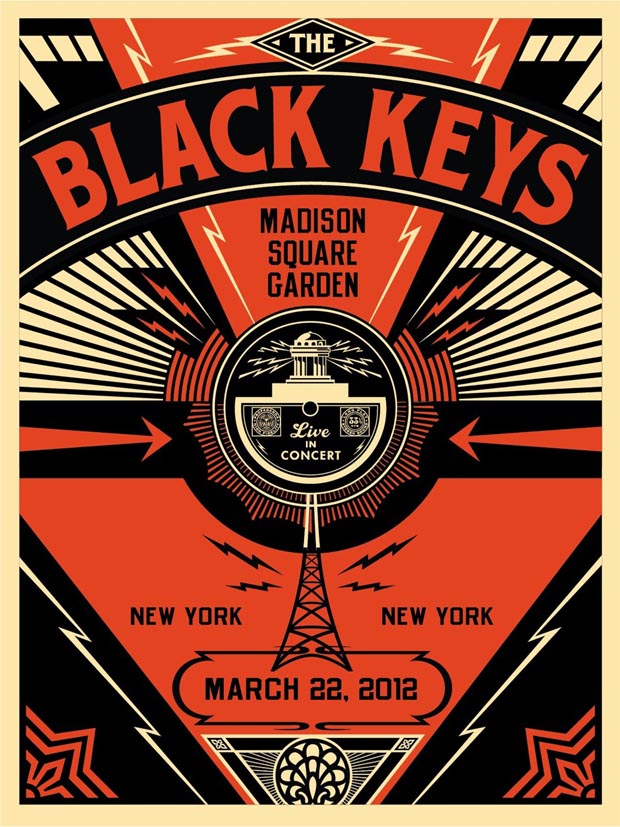 THE
BLACK KEYS
MADISON
SQUARE
GARDEN
Live
IN
CONCERT
NEW YORK
NEW YORK
MARCH 22, 2012